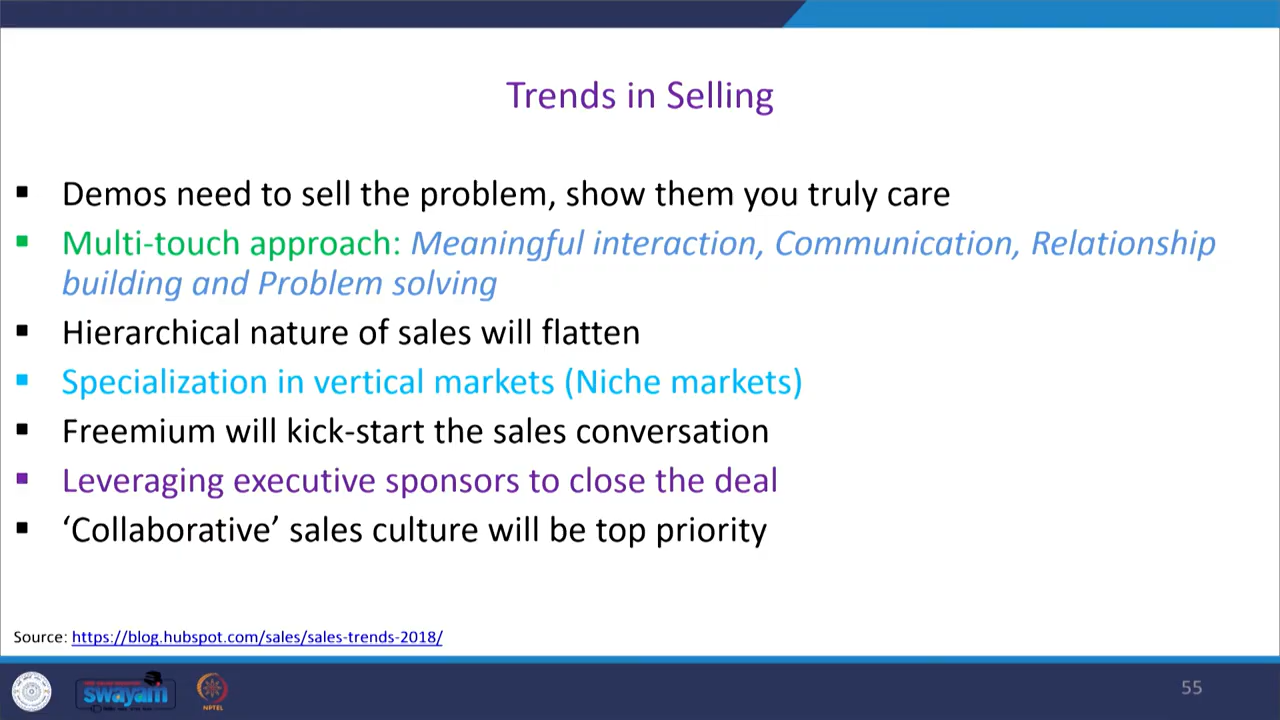 Trends in Selling
▪ Demos need to sell the problem, show them you truly care
▪ Multi-touch approach: Meaningful interaction, Communication, Relationship
building and Problem solving
▪ Hierarchical nature of sales will flatten
▪ Specialization in vertical markets (Niche markets)
▪ Freemium will kick-start the sales conversation
▪ Leveraging executive sponsors to close the deal
▪ ‘Collaborative’ sales culture will be top priority
Source: https://blog.hubspot.com/sales/sales-trends-2018/
swayam
NPTEL
55